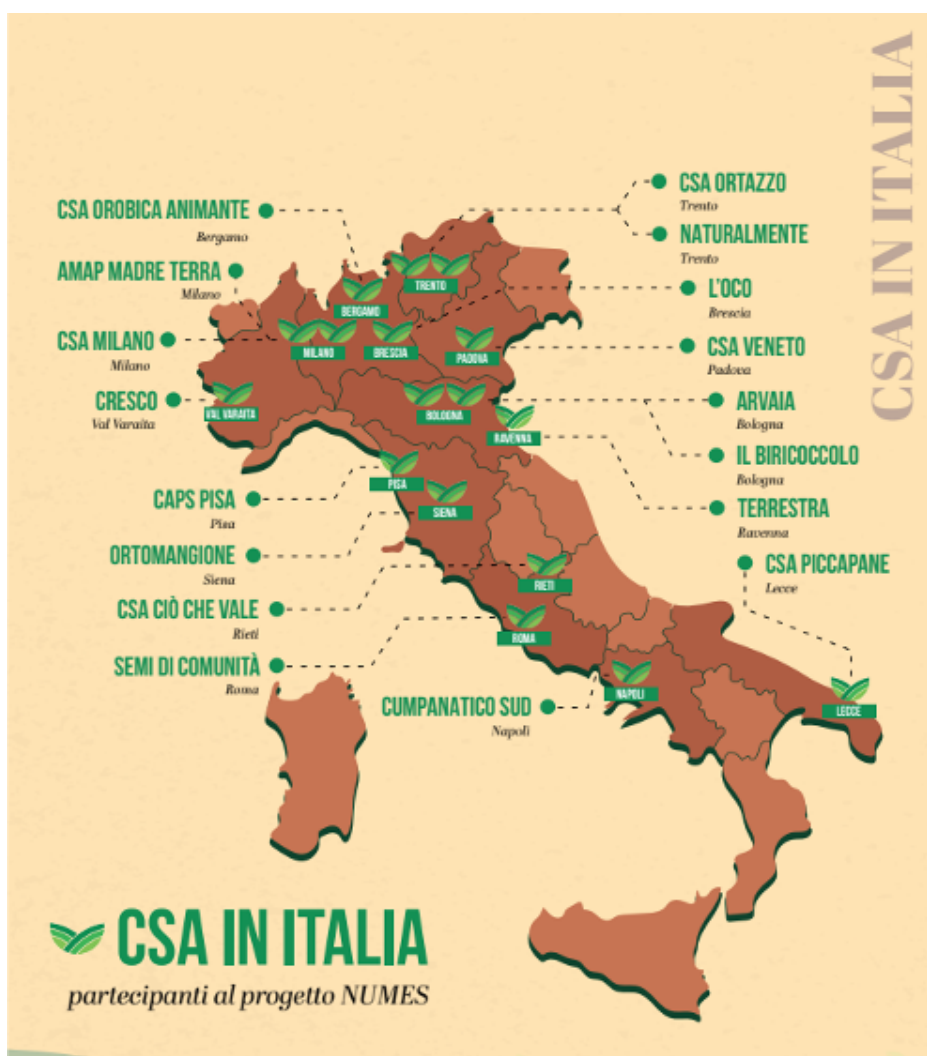 CSA IN ITALIA
CSA OROBICA ANIMANTE
Bergamo
AMAP MADRE TERRA
Milano
CSA MILANO
Milano
CRESCO
Val Varaita
CAPS PISA
Pisa
ORTOMANGIONE
Siena
CSA CIÒ CHE VALE
Rieti
SEMI DI COMUNITÀ
Roma
CUMPANATICO SUD
Napoli
CSA ORTAZZO
Trento
NATURALMENTE
Trento
L'OCO
Brescia
CSA VENETO
Padova
ARVAIA
Bologna
IL BIRICOCCOLO
Bologna
TERRESTRA
Ravenna
CSA PICCAPANE
Lecce
TRENTO
BERGAMO
MILANO
BRESCIA
PADOVA
VAL VARAITA
BOLOGNA
RAVENNA
PISA
SIENA
RIETI
ROMA
NAPOLI
LECCE
CSA IN ITALIA
partecipanti al progetto NUMES